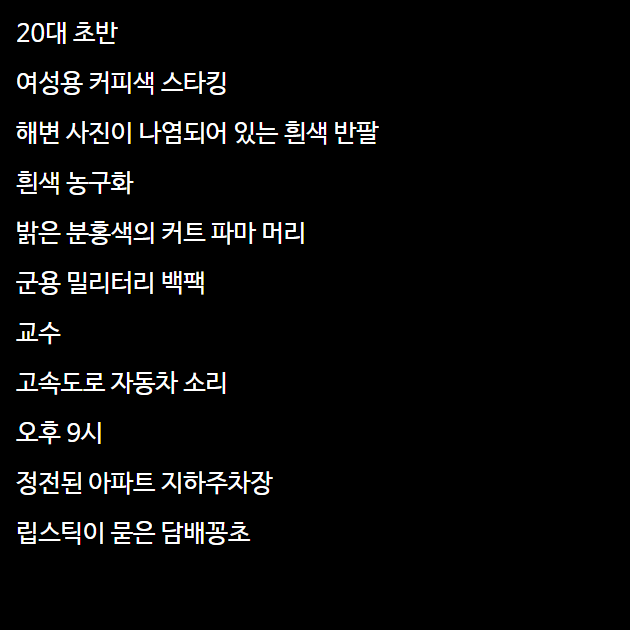 20대 초반
여성용 커피색 스타킹
해변 사진이 나염되어 있는 흰색 반팔
흰색 농구화
밝은 분홍색의 커트 파마 머리
군용 밀리터리 백팩
교수
고속도로 자동차 소리
오후 9시
정전된 아파트 지하주차장
립스틱이 묻은 담배꽁초